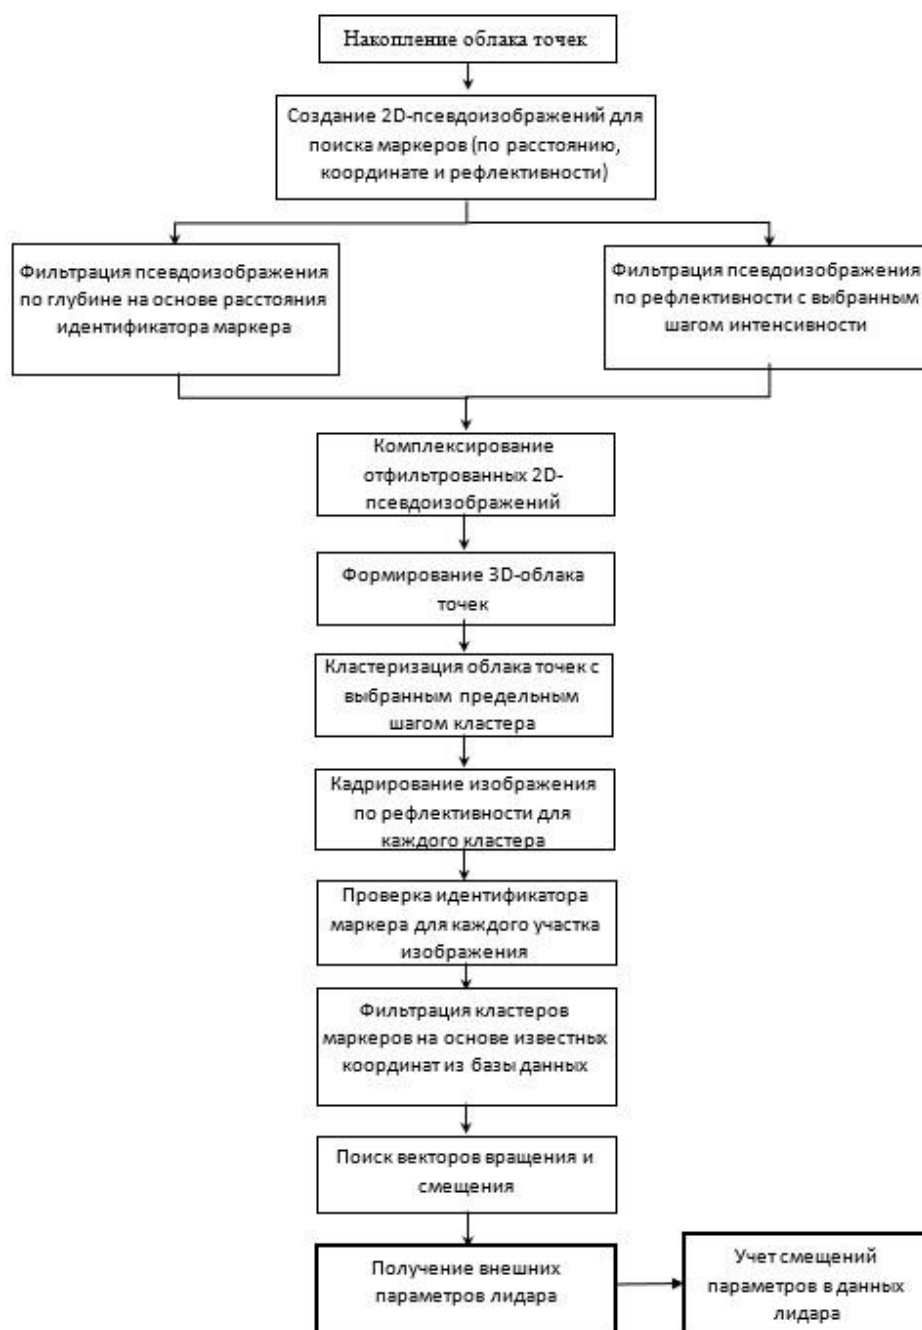 Накопление облака точек
Создание 2D-псевдоизображений для
поиска маркеров (по расстоянию,
координате и рефлективности)
Фильтрация псевдоизображения
по глубине на основе расстояния
идентификатора маркера
Фильтрация псевдоизображения
по рефлективности с выбранным
шагом интенсивности
Комплексирование
отфильтрованных 2D-
псевдоизображений
Формирование 3D-облака
точек
Кластеризация облака точек с
выбранным предельным
шагом кластера
Кадрирование изображения
по рефлективности для
каждого кластера
Проверка идентификатора
маркера для каждого участка
изображения
Фильтрация кластеров
маркеров на основе известных
координат из базы данных
Поиск векторов вращения и
смещения
Получение внешних
параметров лидара
Учет смещений
параметров в данных
лидара